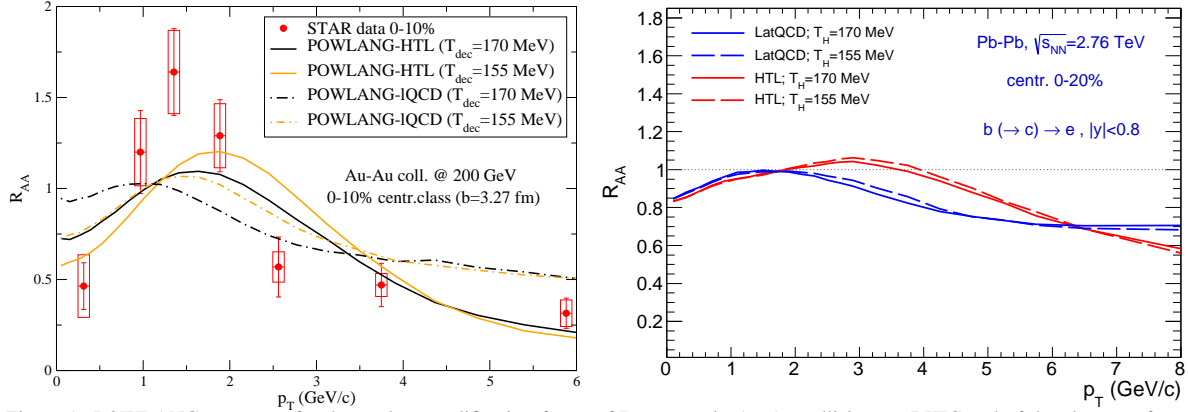 STAR data 0-10%
POWLANG-HTL (T_dec=170 MeV)
POWLANG-HTL (T_dec=155 MeV)
POWLANG-lQCD (T_dec=170 MeV)
POWLANG-lQCD (T_dec=155 MeV)
Au-Au coll. @ 200 GeV
0-10% centr.class (b=3.27 fm)
R_AA
2
1.5
1
0.5
0
0 1 2 3 4 5 6
p_T (GeV/c)
LatQCD; T_H=170 MeV
LatQCD; T_H=155 MeV
HTL; T_H=170 MeV
HTL; T_H=155 MeV
Pb-Pb, √s_NN=2.76 TeV
centr. 0-20%
b (→ c) → e , |y|<0.8
R_AA
1.8
1.6
1.4
1.2
1
0.8
0.6
0.4
0.2
0 1 2 3 4 5 6 7 8
p_T (GeV/c)